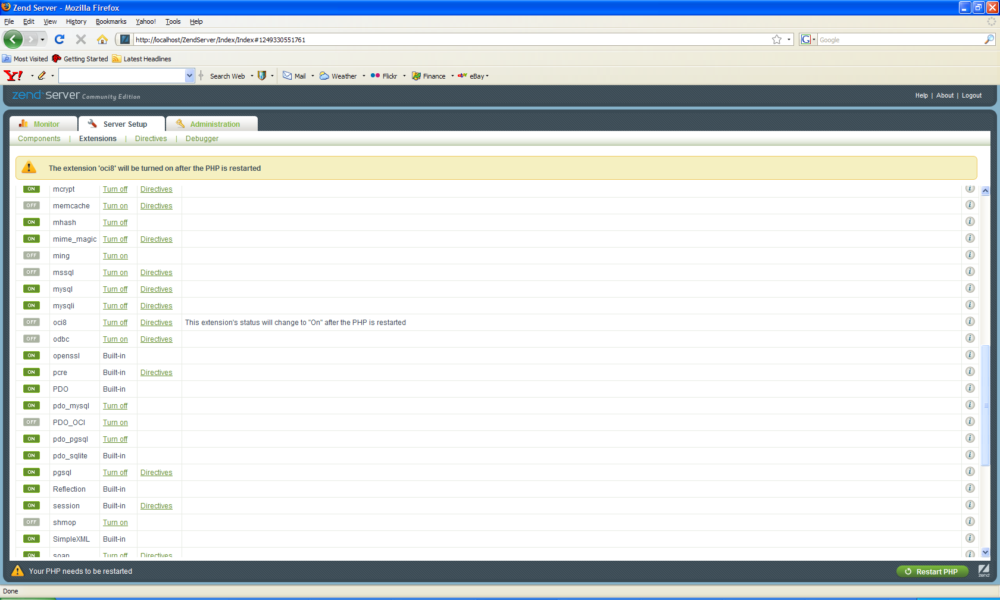 Zend Server - Mozilla Firefox
File Edit View History Bookmarks Yahoo! Tools Help
http://localhost/ZendServer/Index/Index#1249330551761
G Google
Most Visited Getting Started Latest Headlines
Y! Search Web Mail Weather Flickr Finance eBay
zend Server Community Edition
Help | About | Logout
Monitor Server Setup Administration
Components | Extensions | Directives | Debugger
The extension 'oci8' will be turned on after the PHP is restarted
ON mcrypt Turn off Directives i
OFF memcache Turn on Directives i
ON mhash Turn off i
ON mime_magic Turn off Directives i
OFF ming Turn on i
OFF mssql Turn on Directives i
ON mysql Turn off Directives i
ON mysqli Turn off Directives i
OFF oci8 Turn off Directives This extension's status will change to "On" after the PHP is restarted i
OFF odbc Turn on Directives i
ON openssl Built-in i
ON pcre Built-in Directives i
ON PDO Built-in i
ON pdo_mysql Turn off i
OFF PDO_OCI Turn on i
ON pdo_pgsql Turn off i
ON pdo_sqlite Built-in i
ON pgsql Turn off Directives i
ON Reflection Built-in i
ON session Built-in Directives i
OFF shmop Turn on i
ON SimpleXML Built-in i
ON soap Turn off Directives i
Your PHP needs to be restarted
Restart PHP
zend
Done